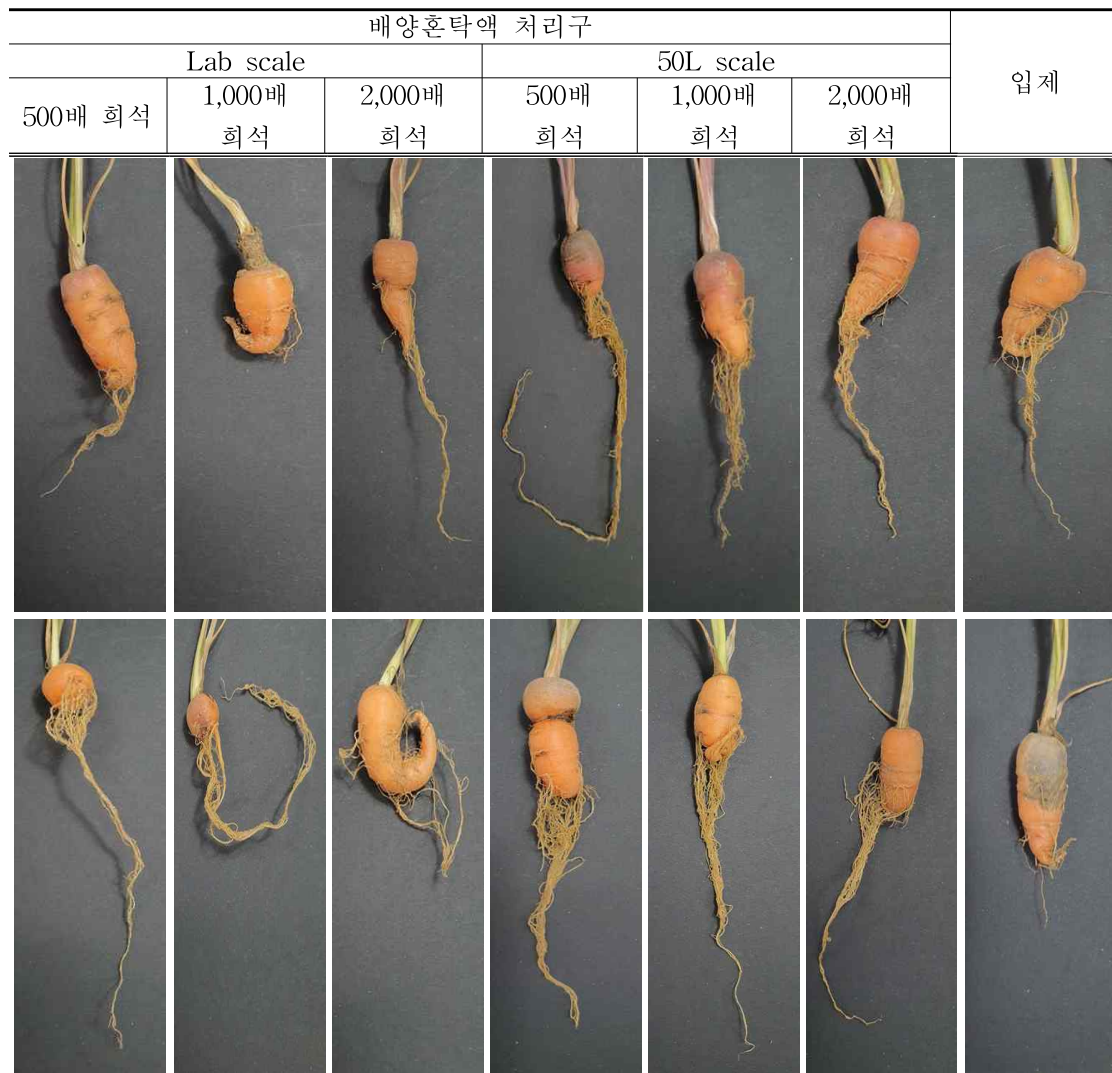 배양혼탁액 처리구
입제
Lab scale
50L scale
500배 희석
1,000배
희석
2,000배
희석
500배
희석
1,000배
희석
2,000배
희석